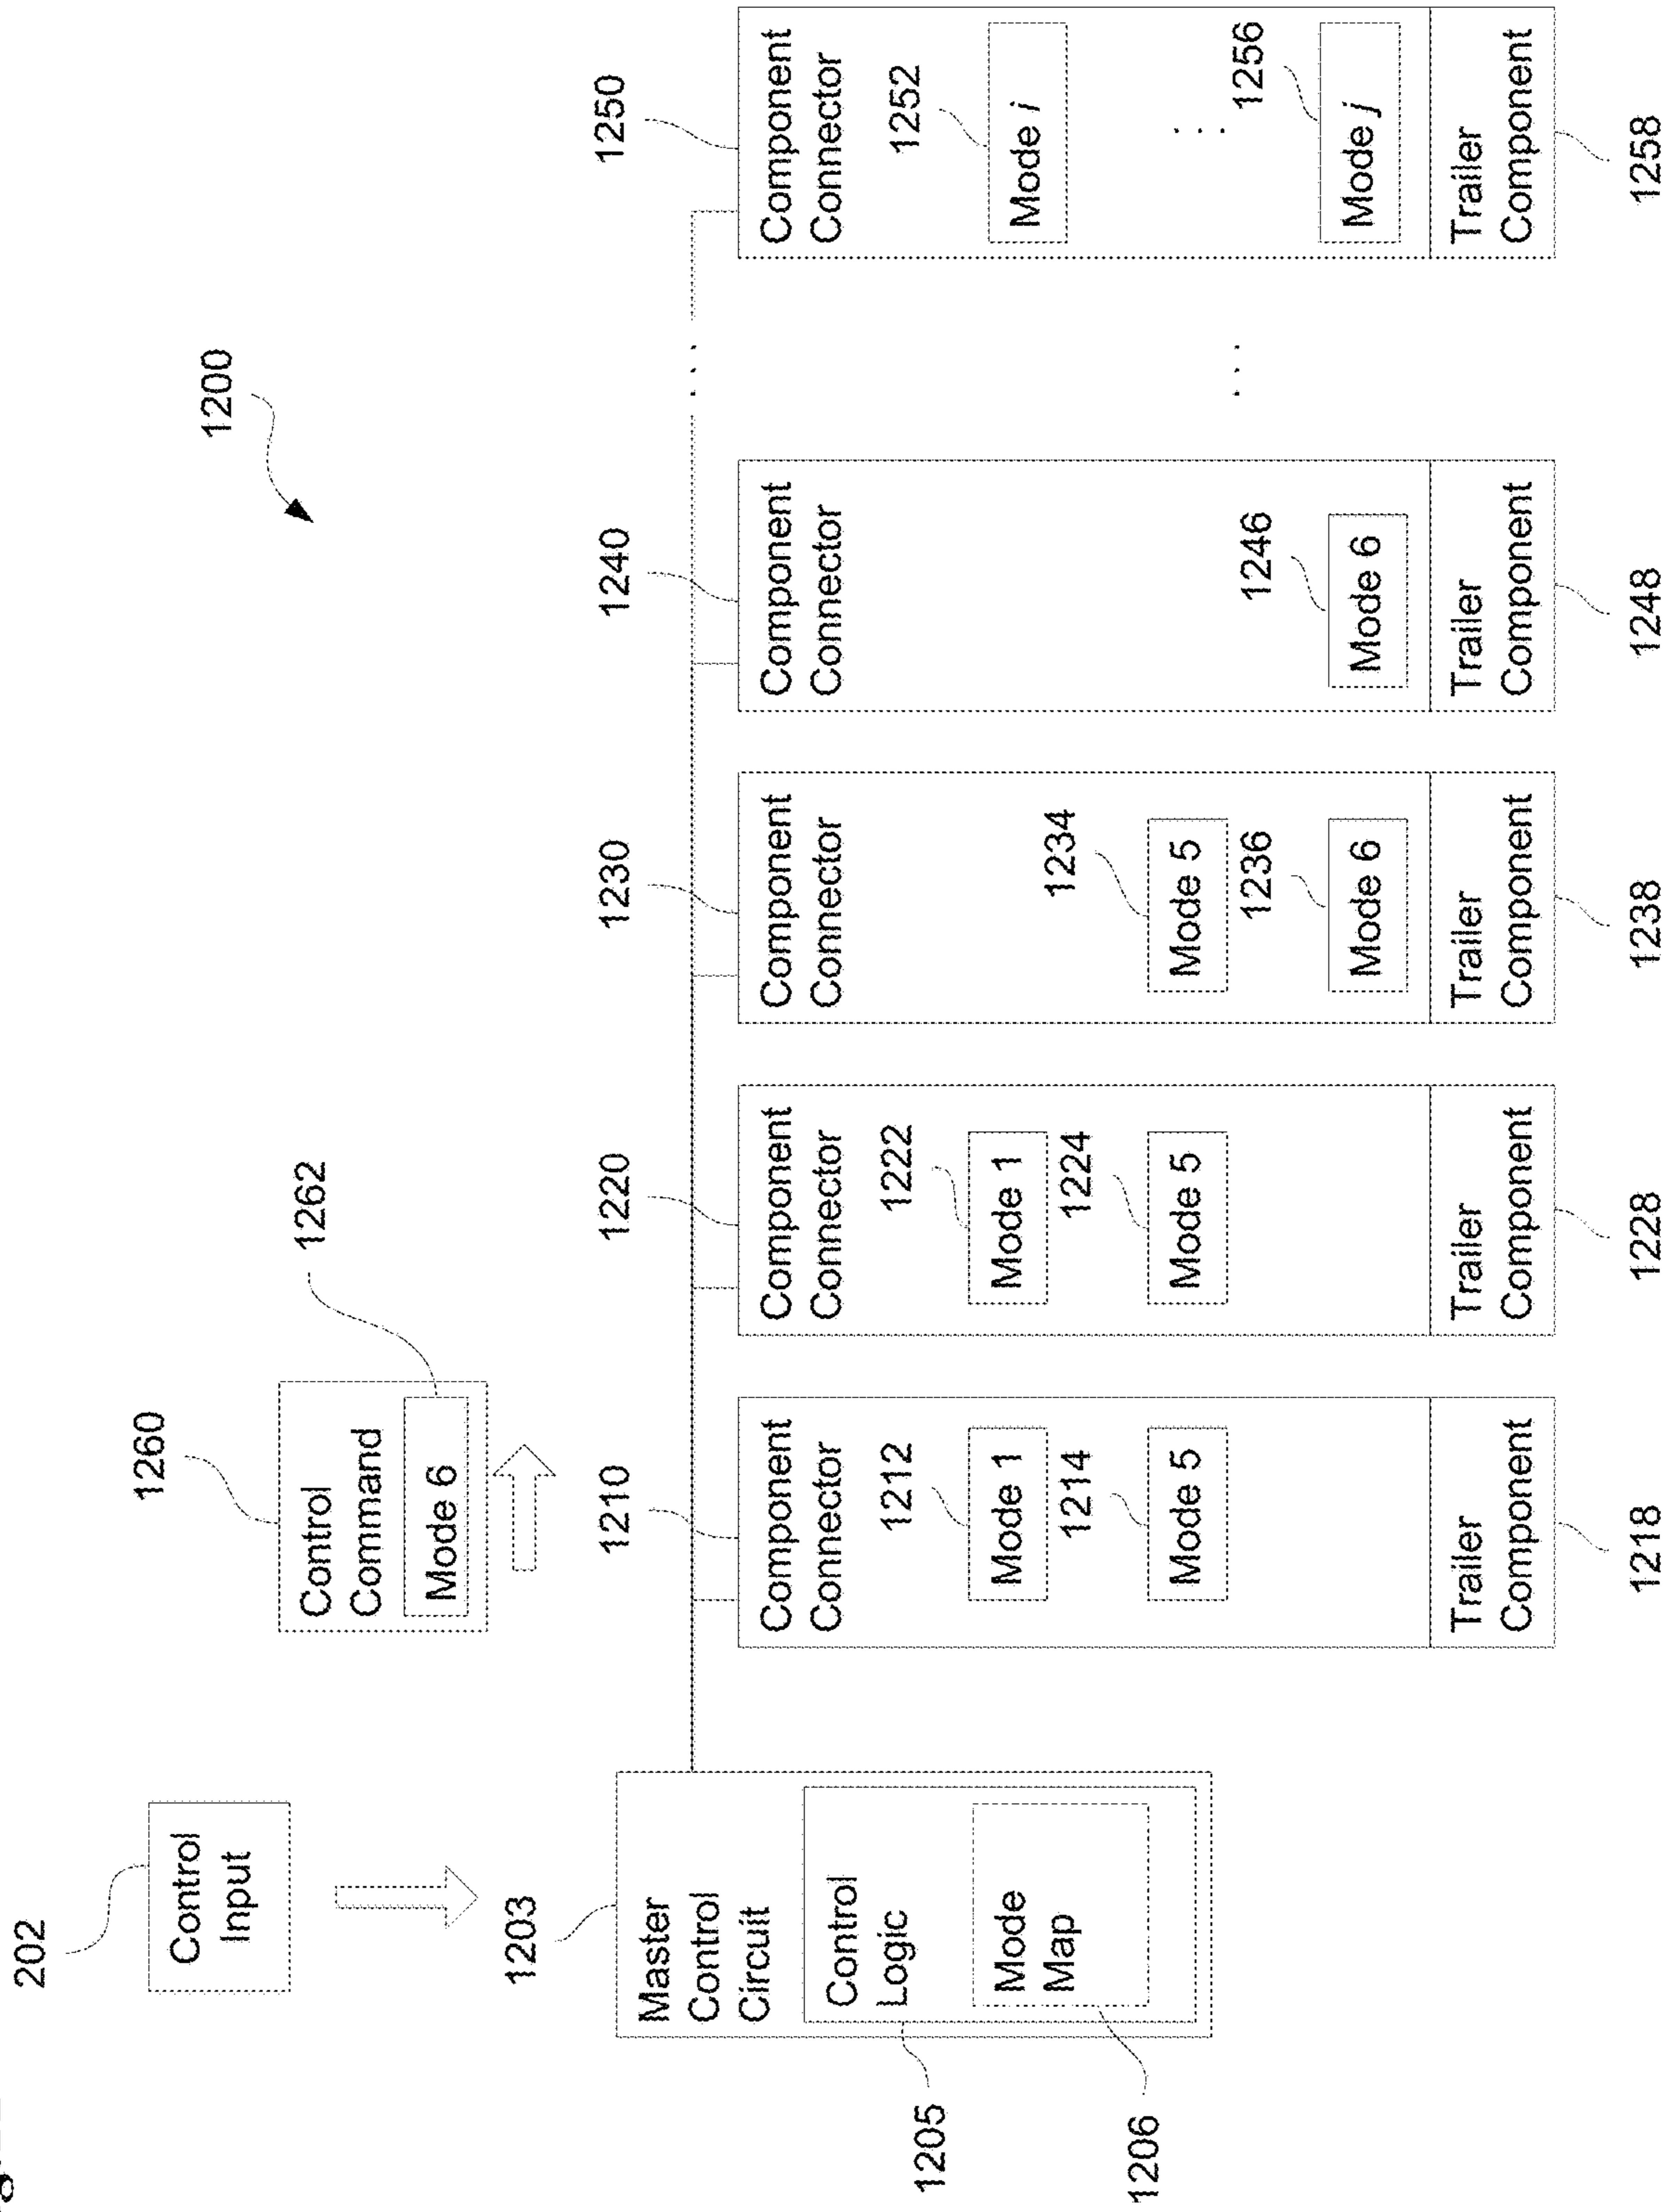 202
Control
Input
1260
Control
Command
Mode 6
1262
1200
1203
Master
Control
Circuit
Control
Logic
Mode
Map
1205
1206
1210
Component
Connector
1212
Mode 1
1214
Mode 5
Trailer
Component
1218
1220
Component
Connector
1222
Mode 1
1224
Mode 5
Trailer
Component
1228
1230
Component
Connector
1234
Mode 5
1236
Mode 6
Trailer
Component
1238
1240
Component
Connector
1246
Mode 6
Trailer
Component
1248
. . .
. . .
1250
Component
Connector
1252
Mode i
. . .
1256
Mode j
Trailer
Component
1258